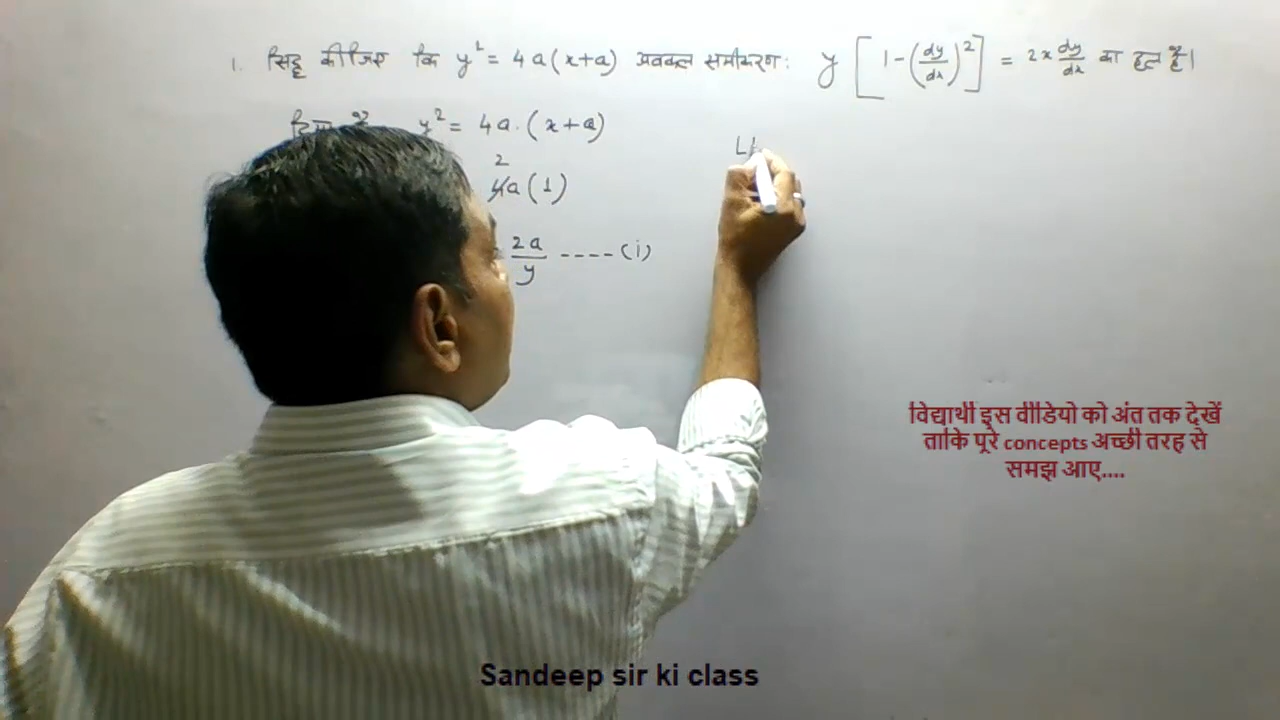 1. सिद्ध कीजिए कि y² = 4a(x+a) अवकल समीकरण: y [1-(dy/dx)²] = 2x dy/dx का हल है।
y² = 4a.(x+a)
2
4a(1)
2a/y ----(i)
विद्यार्थी इस वीडियो को अंत तक देखें
ताकि पूरे concepts अच्छी तरह से
समझ आए....
Sandeep sir ki class